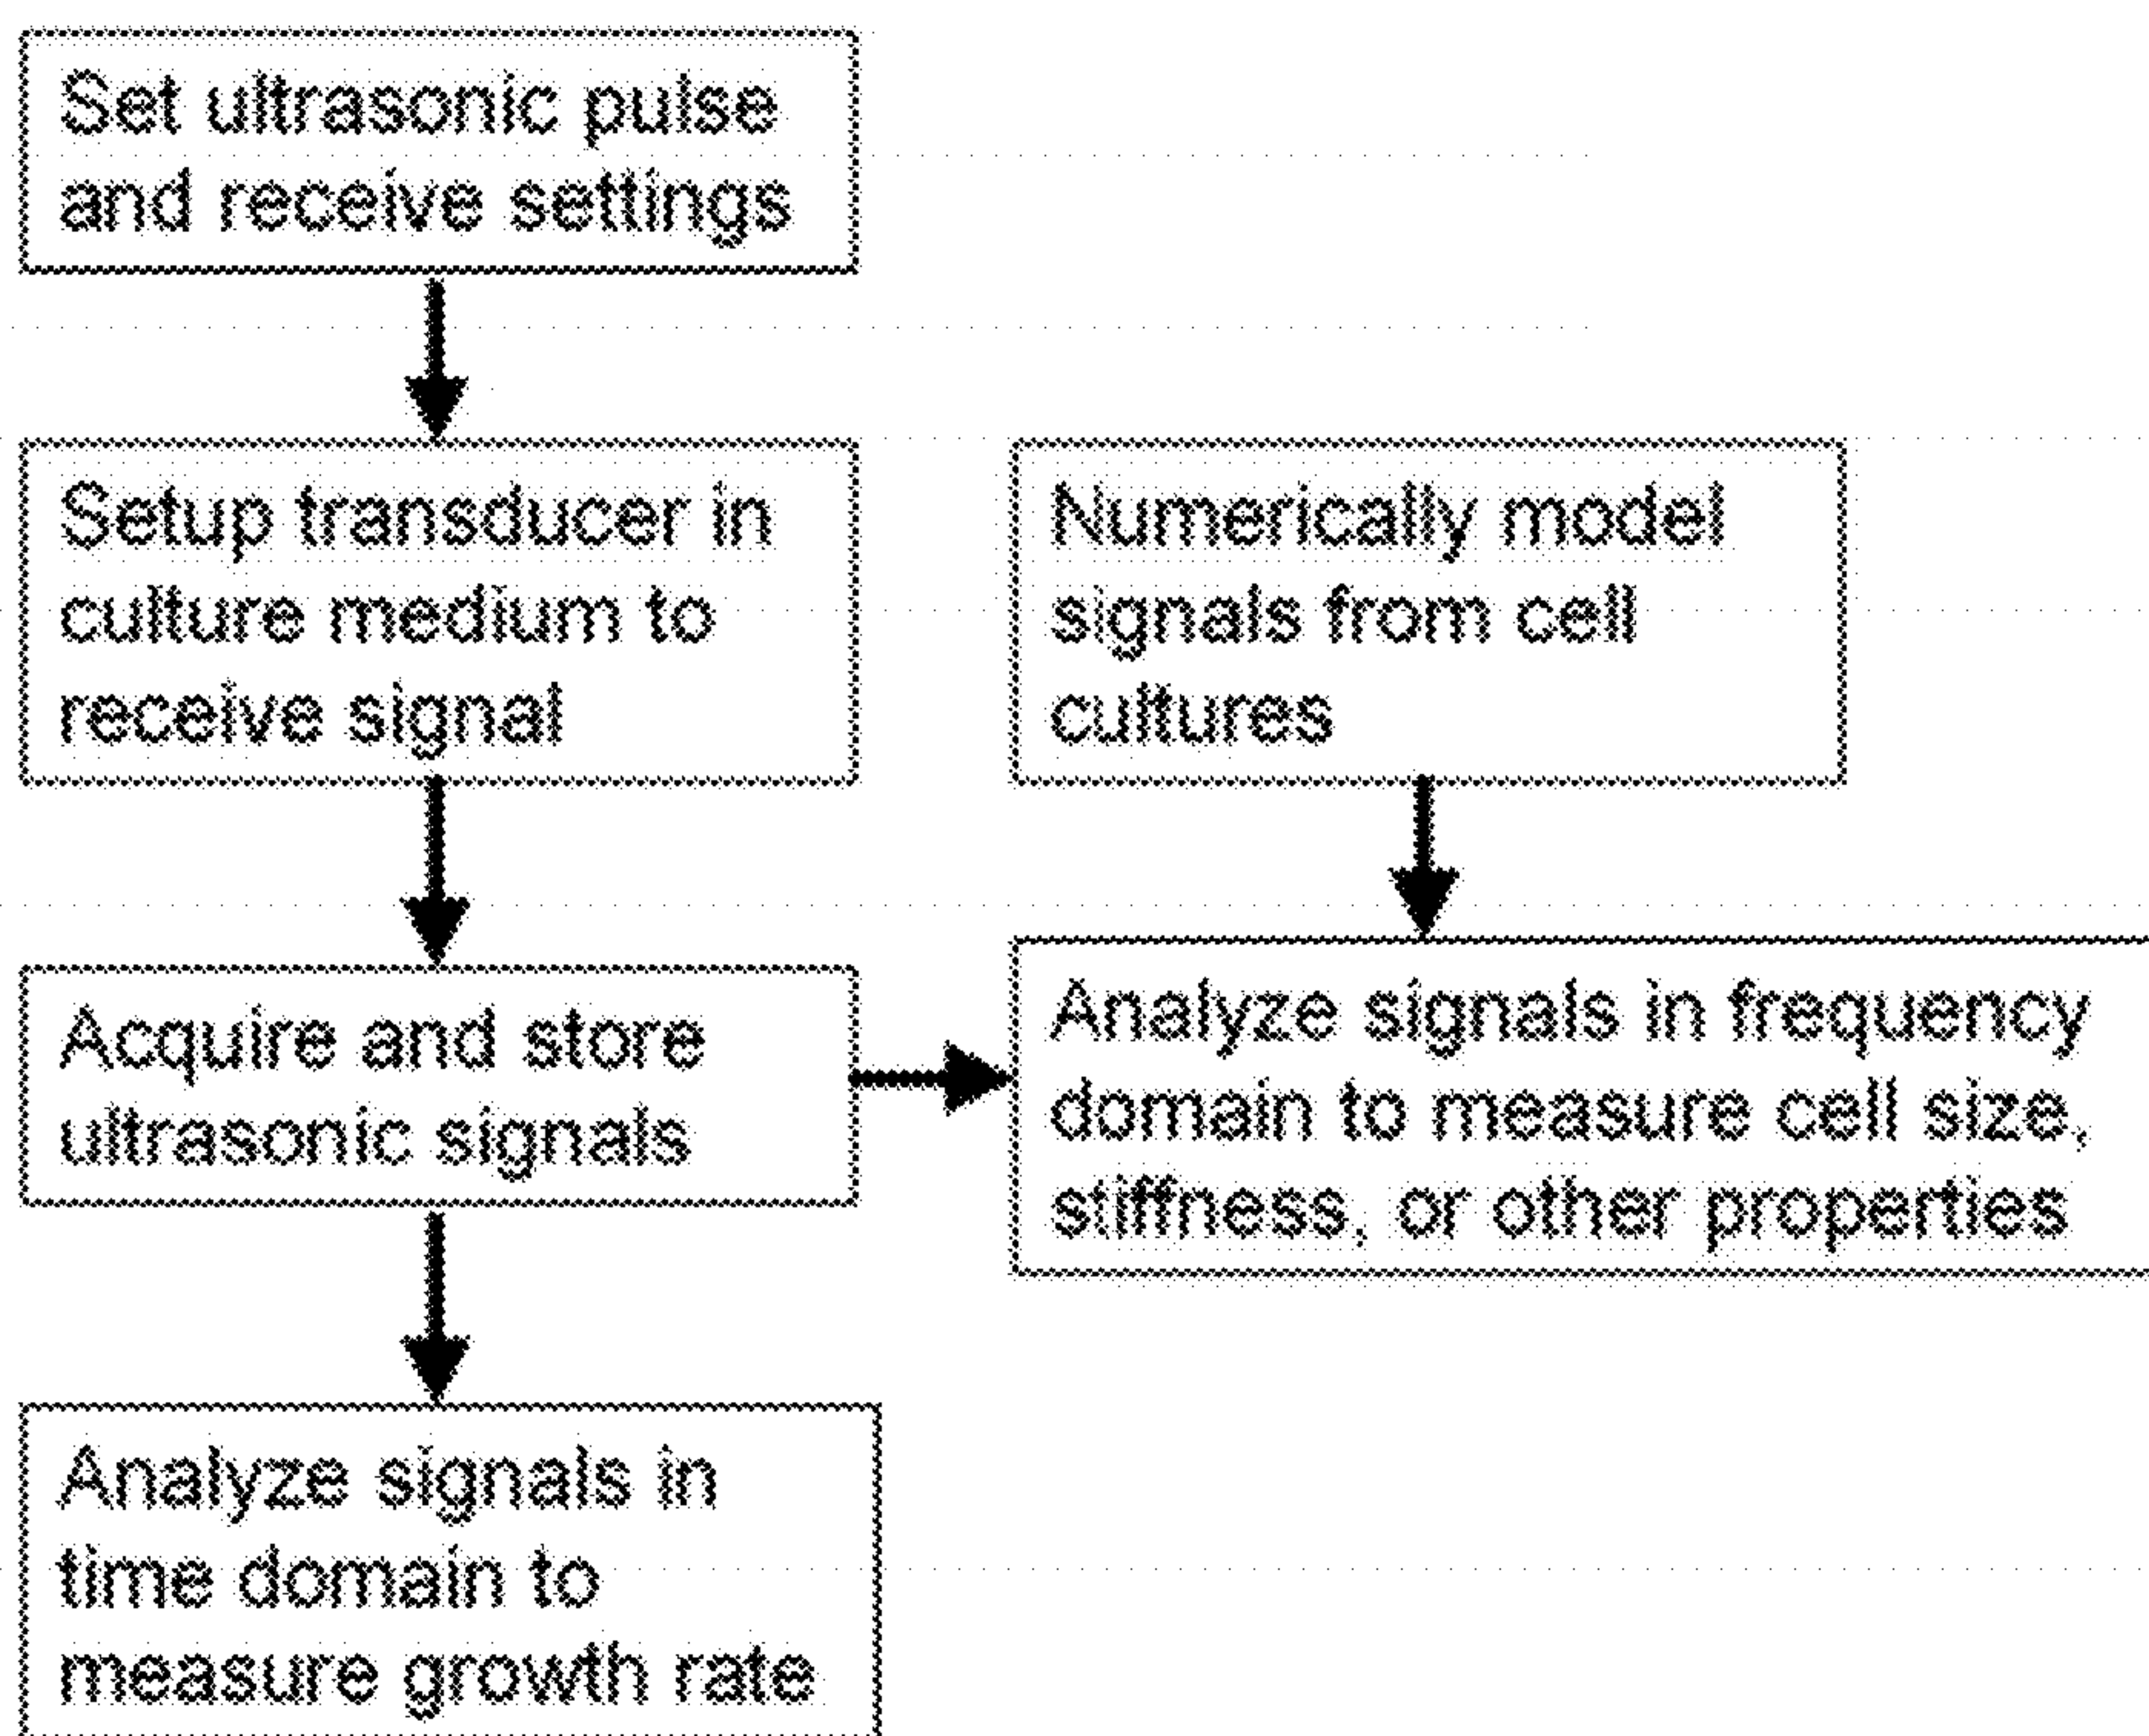 Set ultrasonic pulse
and receive settings
Setup transducer in
culture medium to
receive signal
Numerically model
signals from cell
cultures
Acquire and store
ultrasonic signals
Analyze signals in frequency
domain to measure cell size,
stiffness, or other properties
Analyze signals in
time domain to
measure growth rate